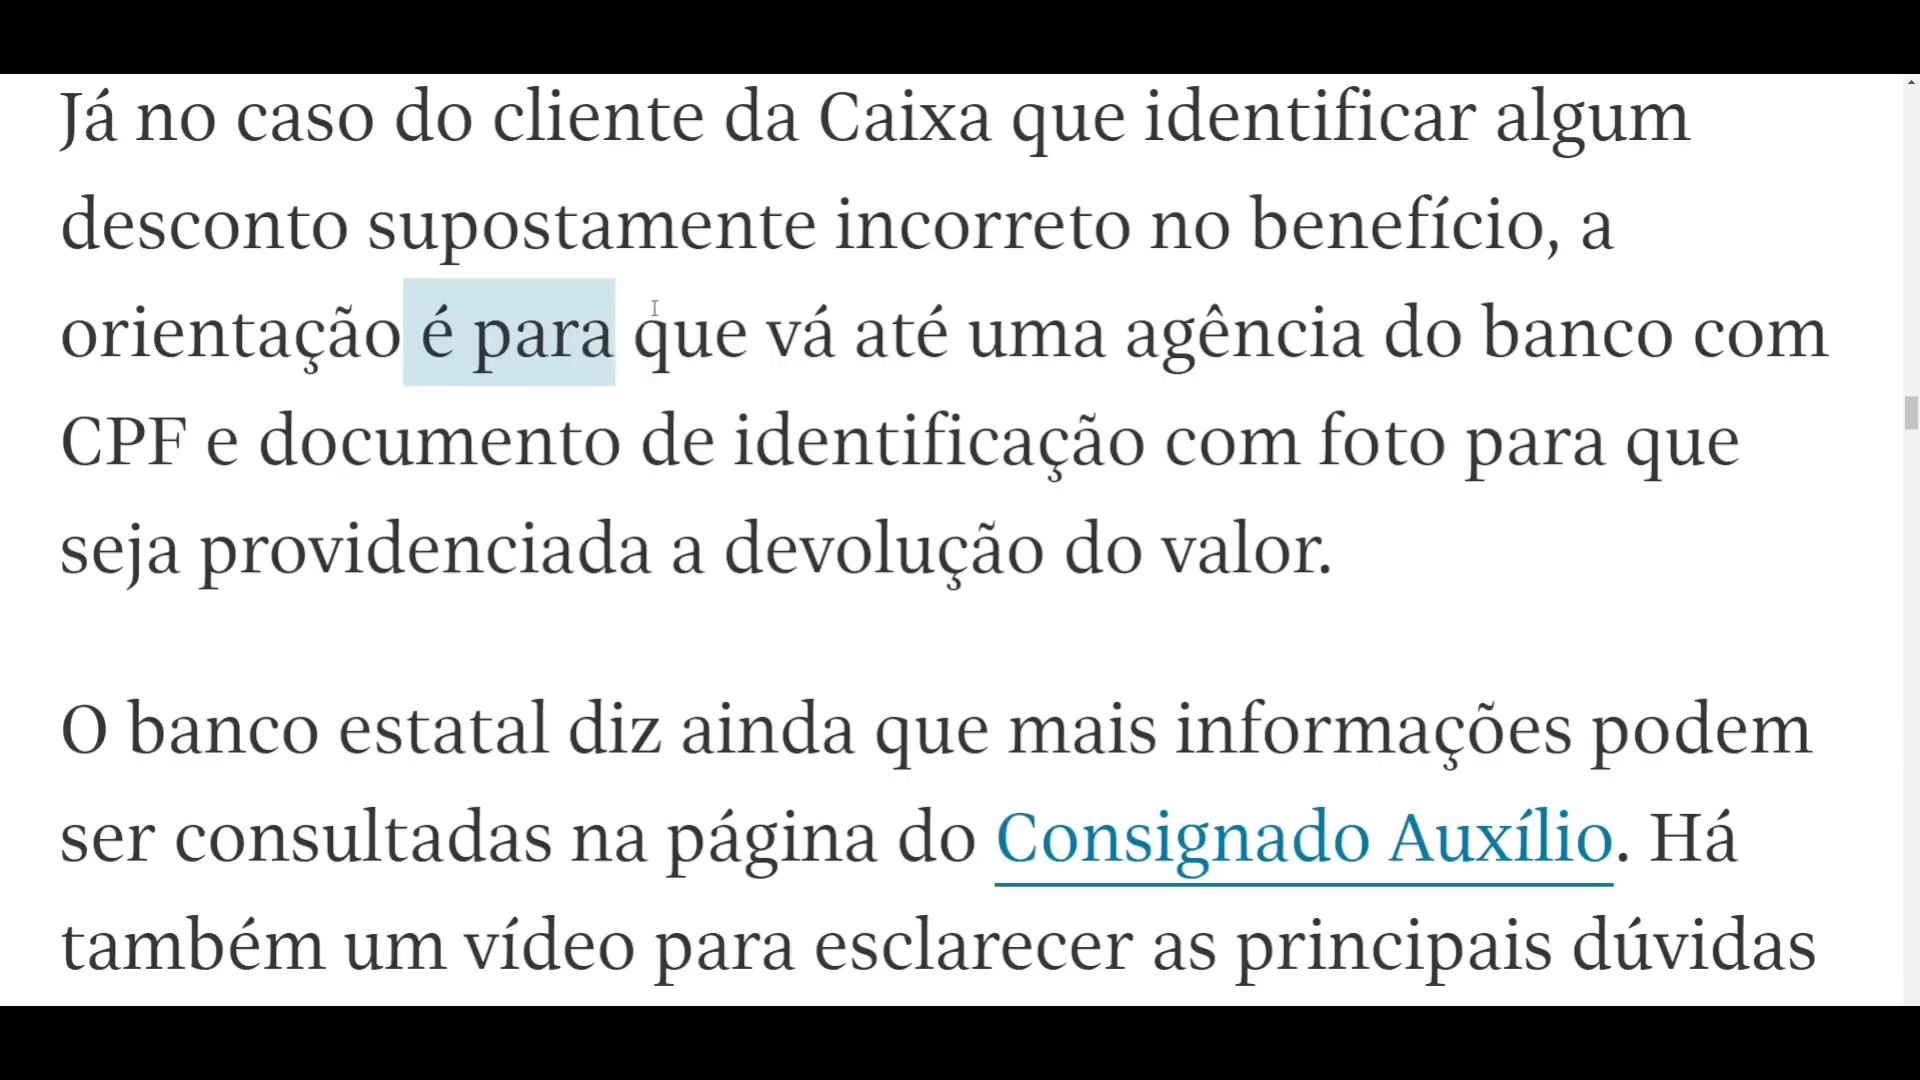 Já no caso do cliente da Caixa que identificar algum
desconto supostamente incorreto no benefício, a
orientação é para que vá até uma agência do banco com
CPF e documento de identificação com foto para que
seja providenciada a devolução do valor.
O banco estatal diz ainda que mais informações podem
ser consultadas na página do Consignado Auxílio. Há
também um vídeo para esclarecer as principais dúvidas